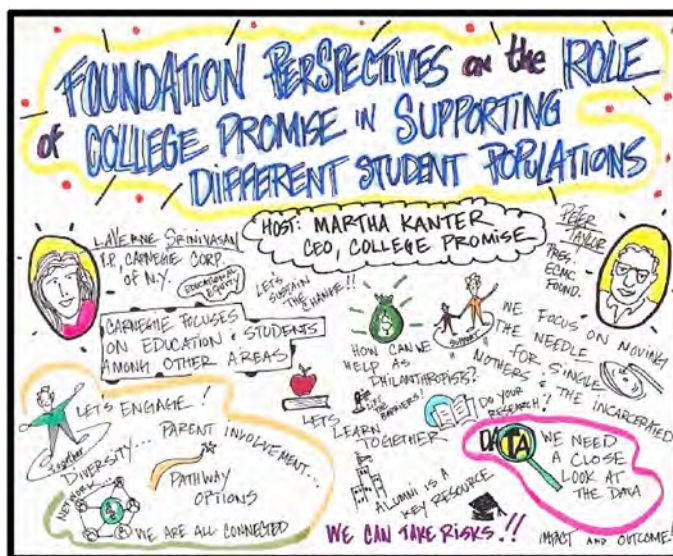 FOUNDATION PERSPECTIVES on the ROLE
of COLLEGE PROMISE IN SUPPORTING
DIFFERENT STUDENT POPULATIONS
HOST: MARTHA KANTER
CEO, COLLEGE PROMISE
LAVERNE SRINIVASAN
V.P., CARNEGIE CORP.
of N.Y.
EDUCATIONAL
EQUITY
CARNEGIE FOCUSES
ON EDUCATION & STUDENTS
AMONG OTHER AREAS
LET'S
SUSTAIN
THE CHANGE!!
PETER
TAYLOR
PRES.,
ECMC
FOUND.
SUPPORT
HOW CAN WE
HELP AS
PHILANTHROPISTS?
WE FOCUS ON MOVING
THE NEEDLE
FOR SINGLE
MOTHERS & THE INCARCERATED
LIFE
BARRIERS!
DO YOUR
RESEARCH!
LETS
LEARN
TOGETHER
LET'S ENGAGE!
Together
DIVERSITY...
PARENT INVOLVEMENT...
PATHWAY
OPTIONS
NETWORK...
WE ARE ALL CONNECTED
ALUMNI IS A
KEY RESOURCE
WE CAN TAKE RISKS!!
DATA
WE NEED
A CLOSE
LOOK AT
THE DATA
IMPACT AND OUTCOME!